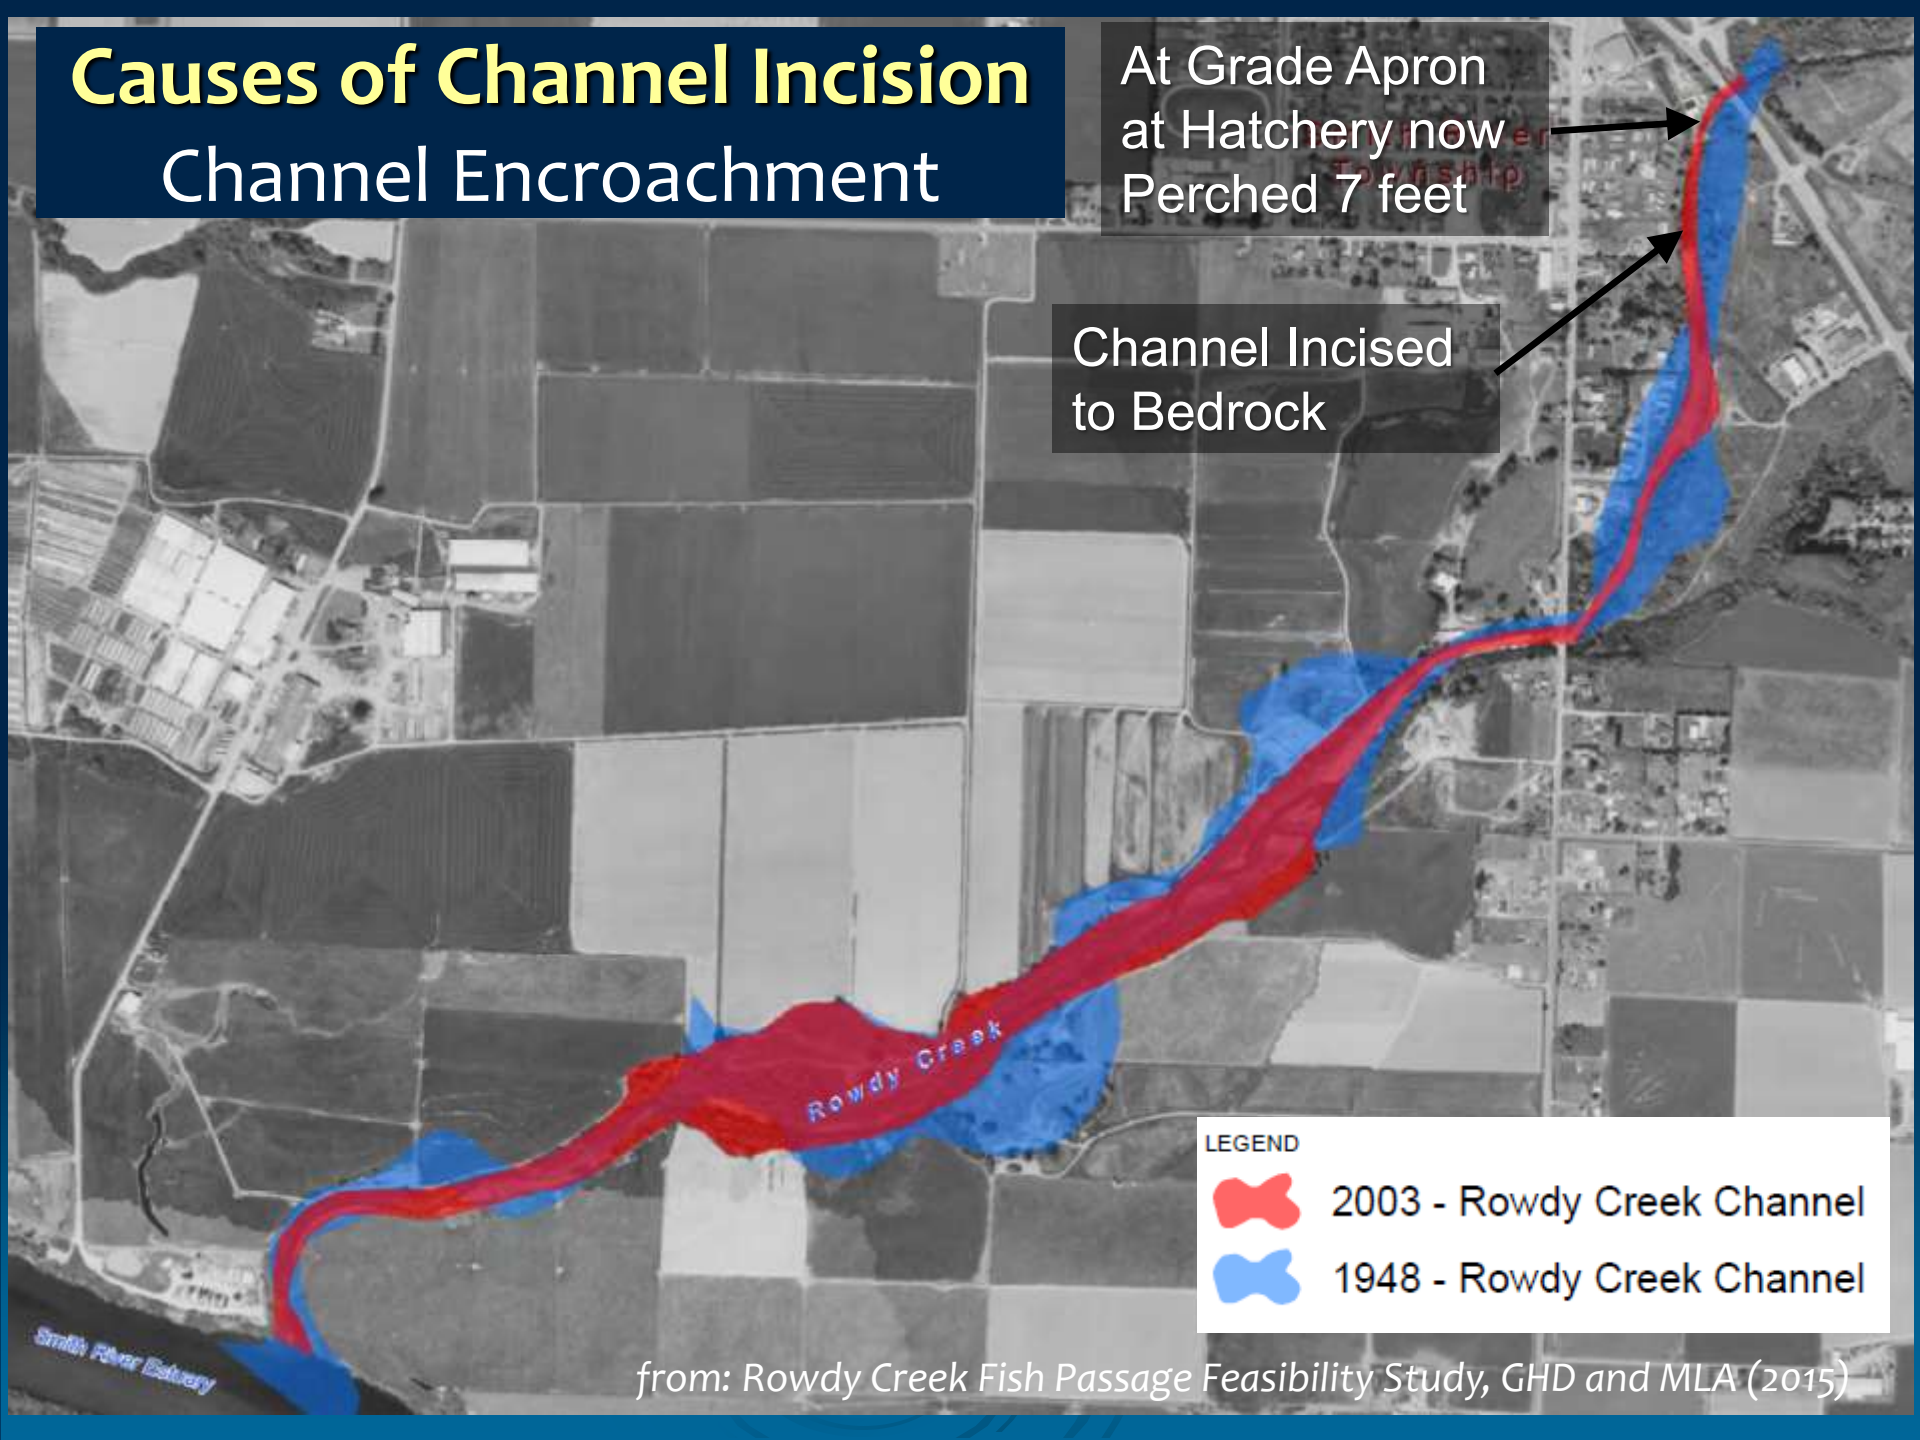 Causes of Channel Incision
Channel Encroachment
At Grade Apron
at Hatchery now
Perched 7 feet
Township
Channel Incised
to Bedrock
Rowdy Creek
LEGEND
2003 - Rowdy Creek Channel
1948 - Rowdy Creek Channel
Smith River Estuary
from: Rowdy Creek Fish Passage Feasibility Study, GHD and MLA (2015)